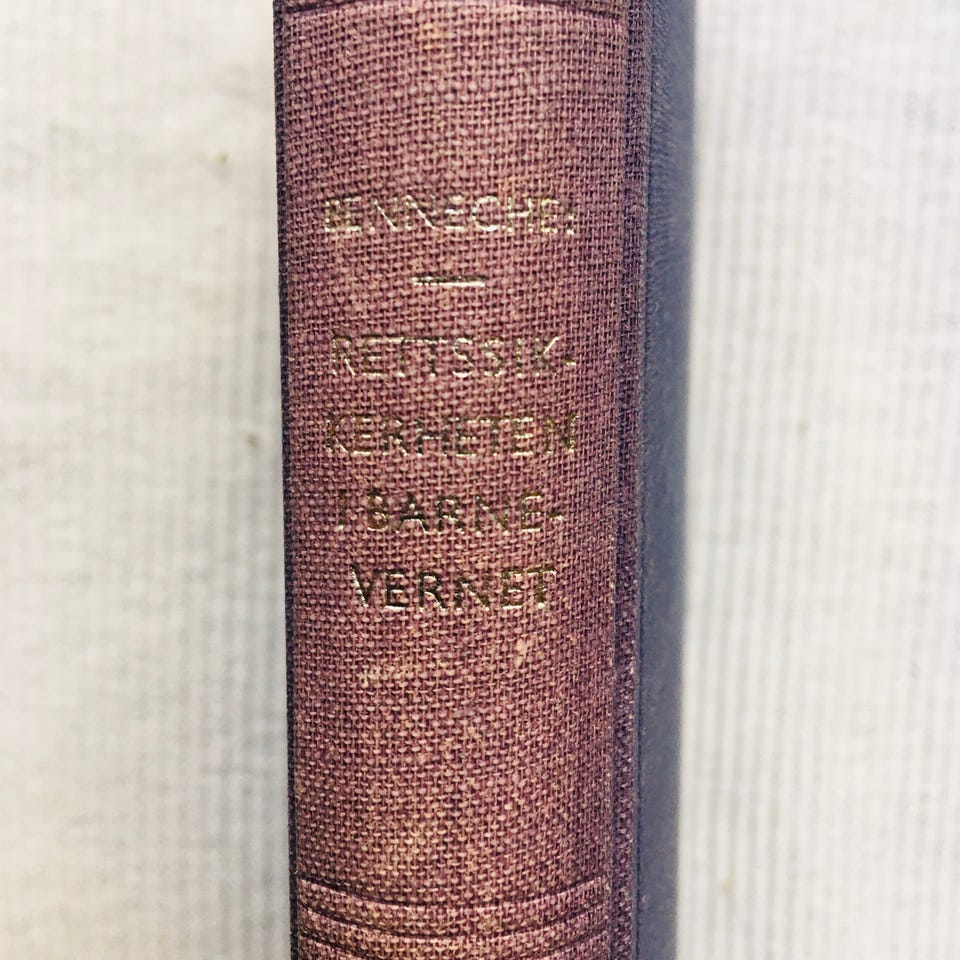 BENNECHE:
RETTSSIK-
KERHETEN
I BARNE-
VERNET